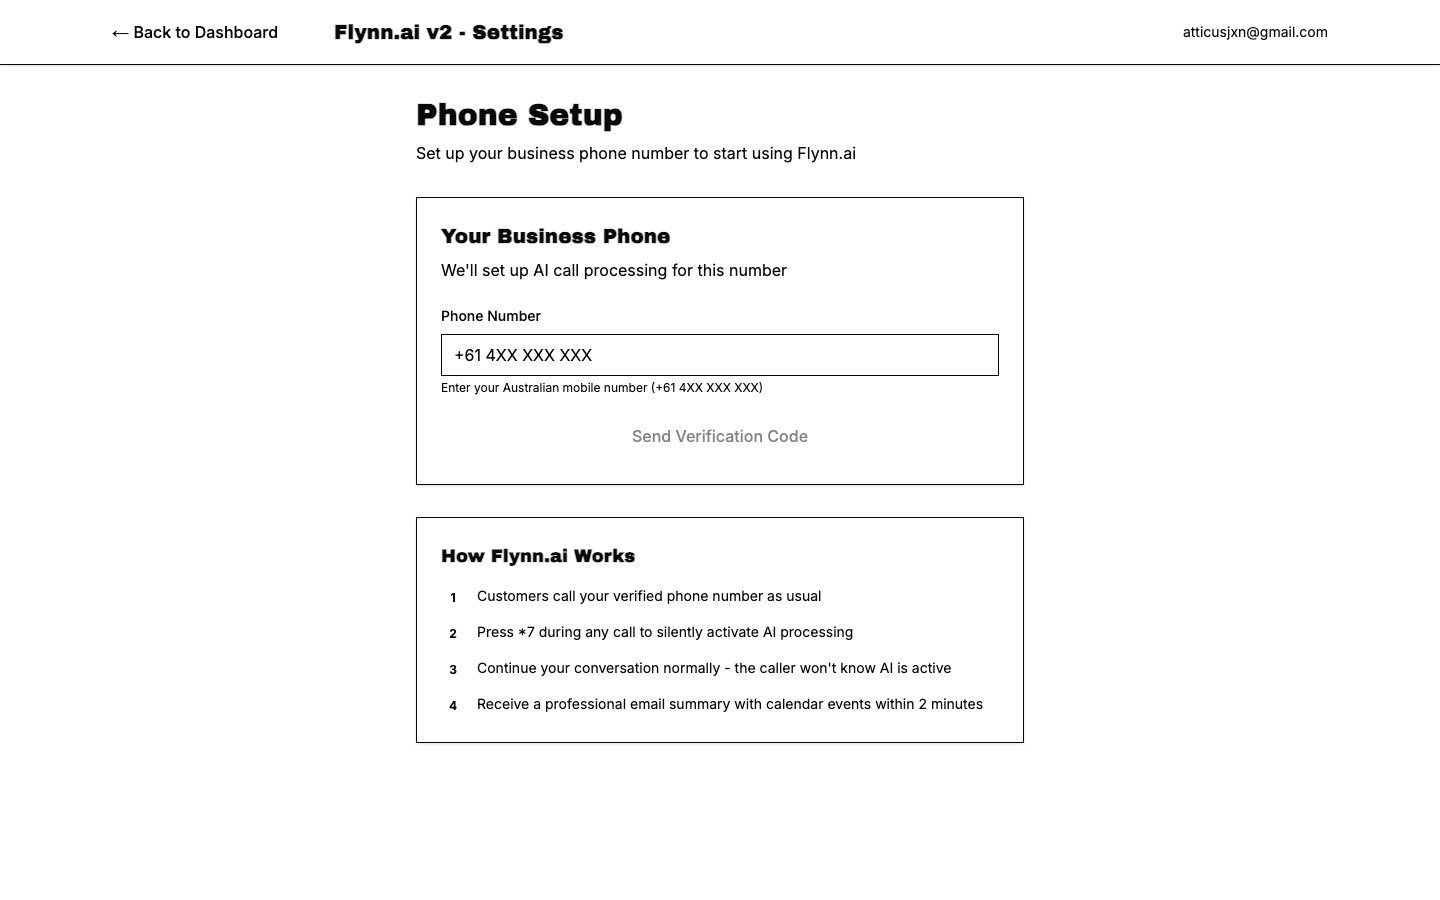 ← Back to Dashboard
Flynn.ai v2 - Settings
atticusjxn@gmail.com
Phone Setup
Set up your business phone number to start using Flynn.ai
Your Business Phone
We'll set up AI call processing for this number
Phone Number
+61 4XX XXX XXX
Enter your Australian mobile number (+61 4XX XXX XXX)
Send Verification Code
How Flynn.ai Works
1 Customers call your verified phone number as usual
2 Press *7 during any call to silently activate AI processing
3 Continue your conversation normally - the caller won't know AI is active
4 Receive a professional email summary with calendar events within 2 minutes